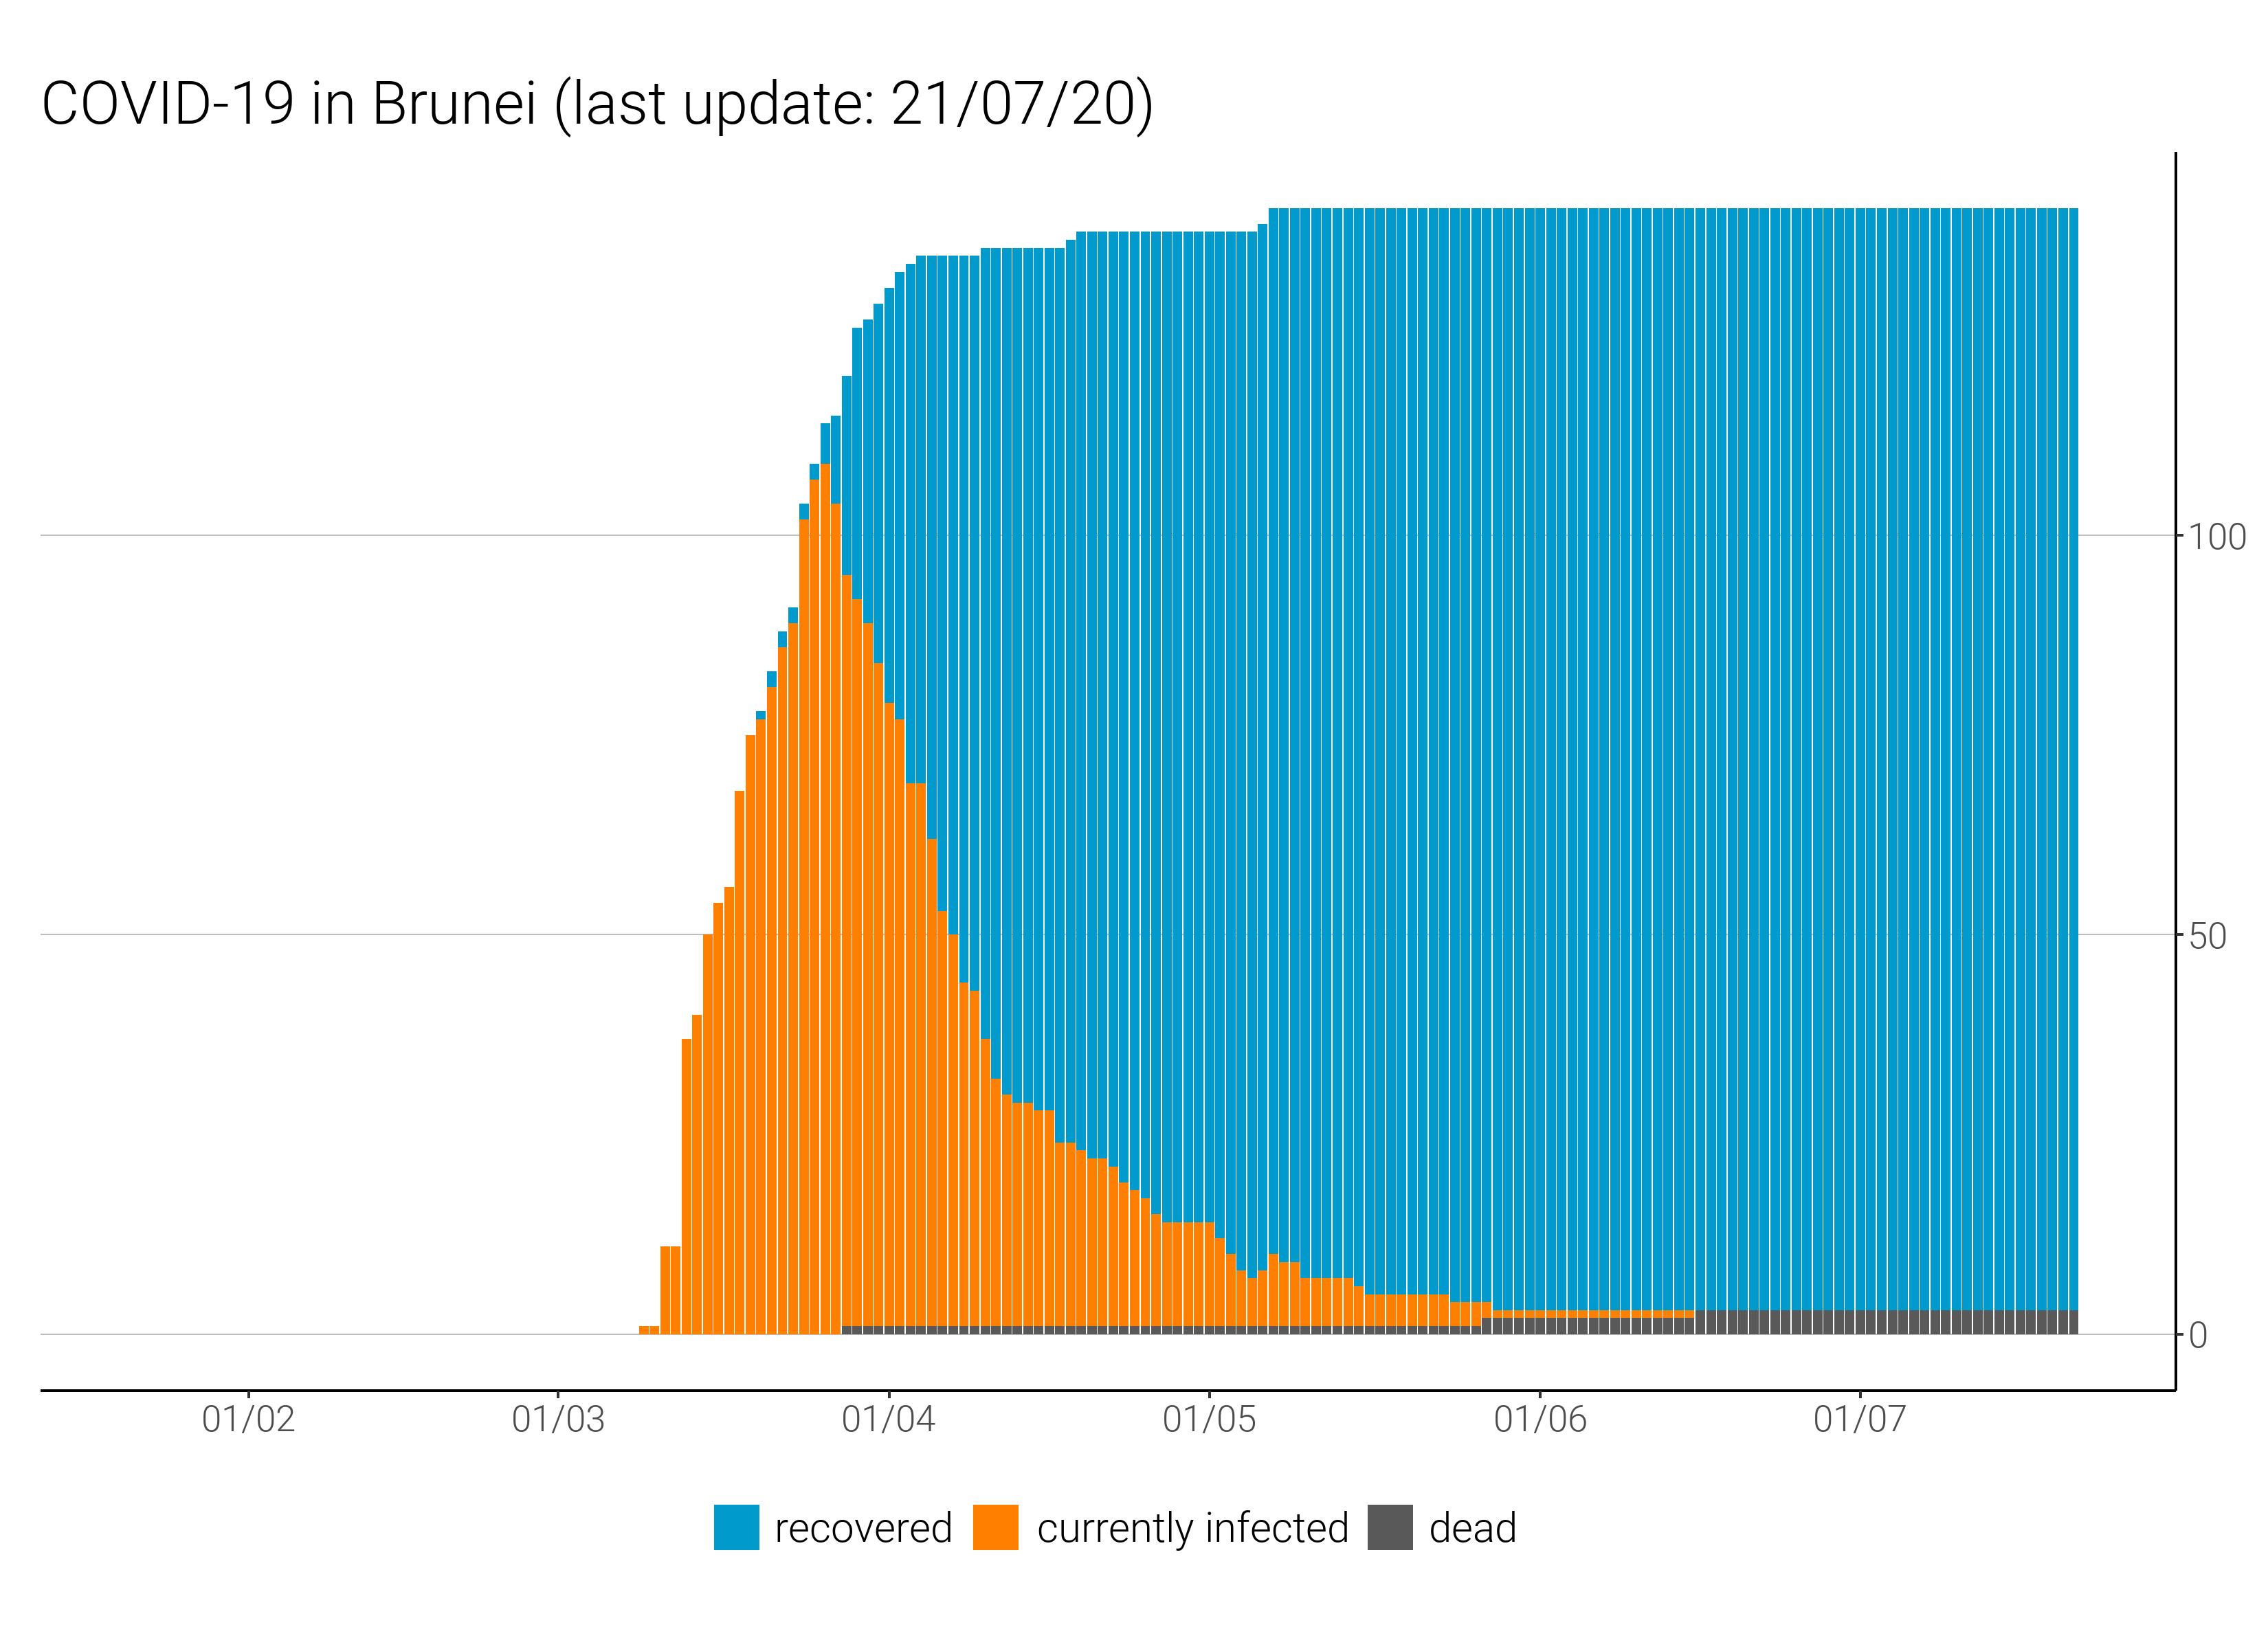 COVID-19 in Brunei (last update: 21/07/20)
100
50
0
01/02 01/03 01/04 01/05 01/06 01/07
recovered currently infected dead